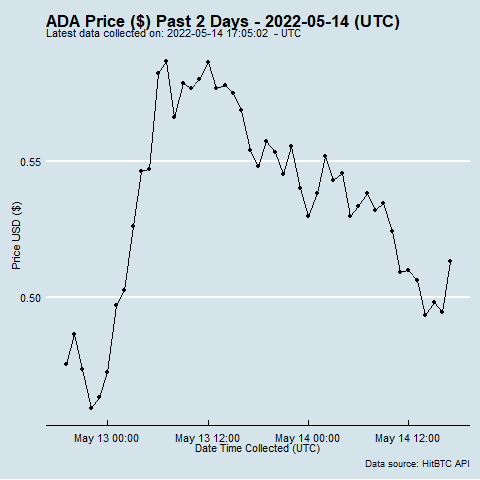 ADA Price ($) Past 2 Days - 2022-05-14 (UTC)
Latest data collected on: 2022-05-14 17:05:02 - UTC
0.55
Price USD ($)
0.50
May 13 00:00 May 13 12:00 May 14 00:00 May 14 12:00
Date Time Collected (UTC)
Data source: HitBTC API